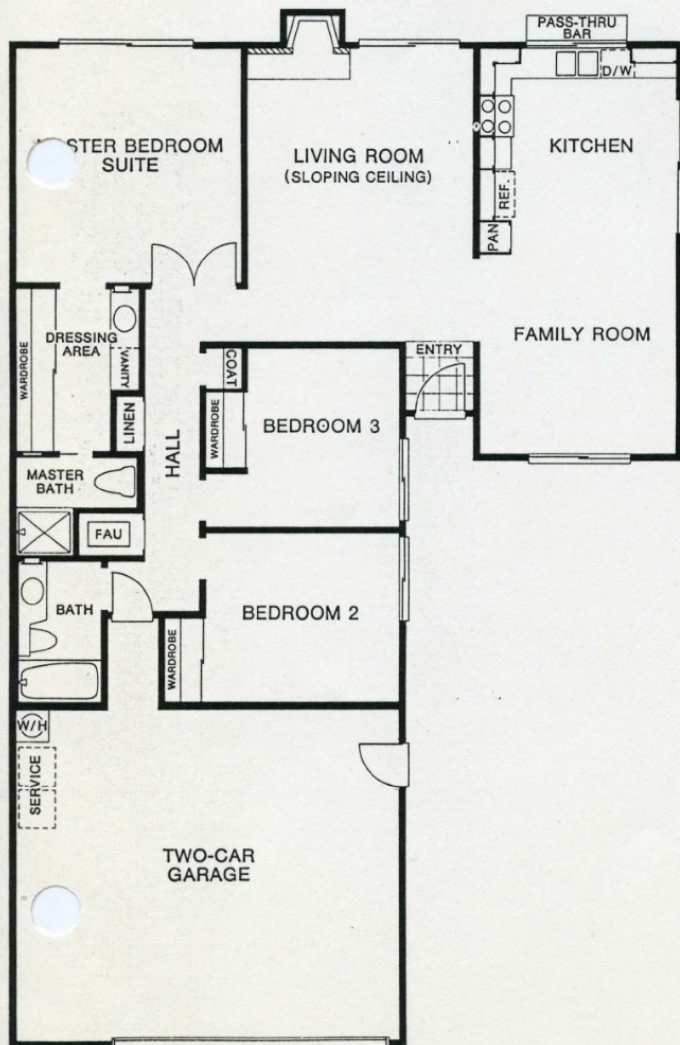 PASS-THRU
BAR
D/W
STER BEDROOM
SUITE
LIVING ROOM
(SLOPING CEILING)
KITCHEN
REF.
PAN
DRESSING
AREA
WARDROBE
VANITY
LINEN
COAT
ENTRY
FAMILY ROOM
WARDROBE
BEDROOM 3
HALL
MASTER
BATH
FAU
BATH
BEDROOM 2
WARDROBE
W/H
SERVICE
TWO-CAR
GARAGE